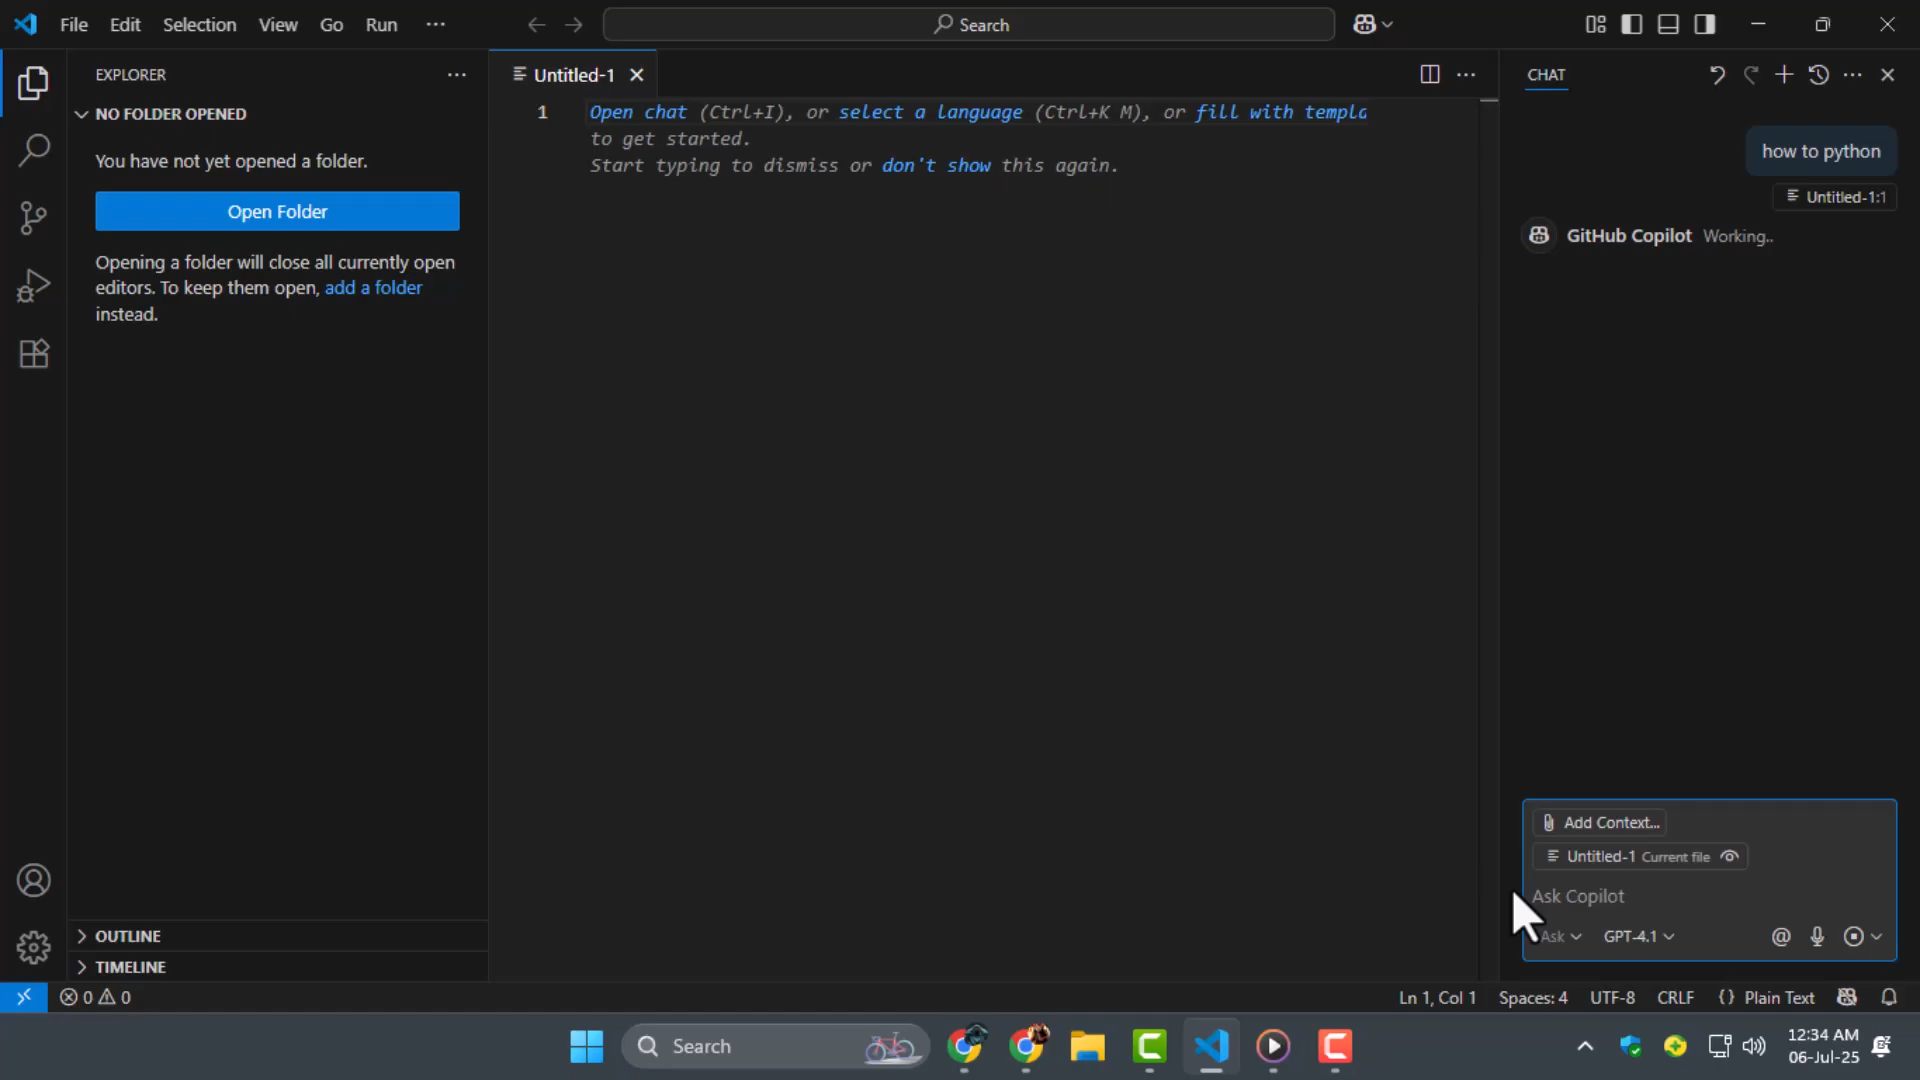 File Edit Selection View Go Run ···
Search
EXPLORER
NO FOLDER OPENED
You have not yet opened a folder.
Open Folder
Opening a folder will close all currently open
editors. To keep them open, add a folder
instead.
OUTLINE
TIMELINE
Untitled-1
1
Open chat (Ctrl+I), or select a language (Ctrl+K M), or fill with templa
to get started.
Start typing to dismiss or don't show this again.
CHAT
how to python
Untitled-1:1
GitHub Copilot Working..
Add Context...
Untitled-1 Current file
Ask Copilot
Ask GPT-4.1
0 0
Ln 1, Col 1 Spaces: 4 UTF-8 CRLF {} Plain Text
Search
12:34 AM
06-Jul-25